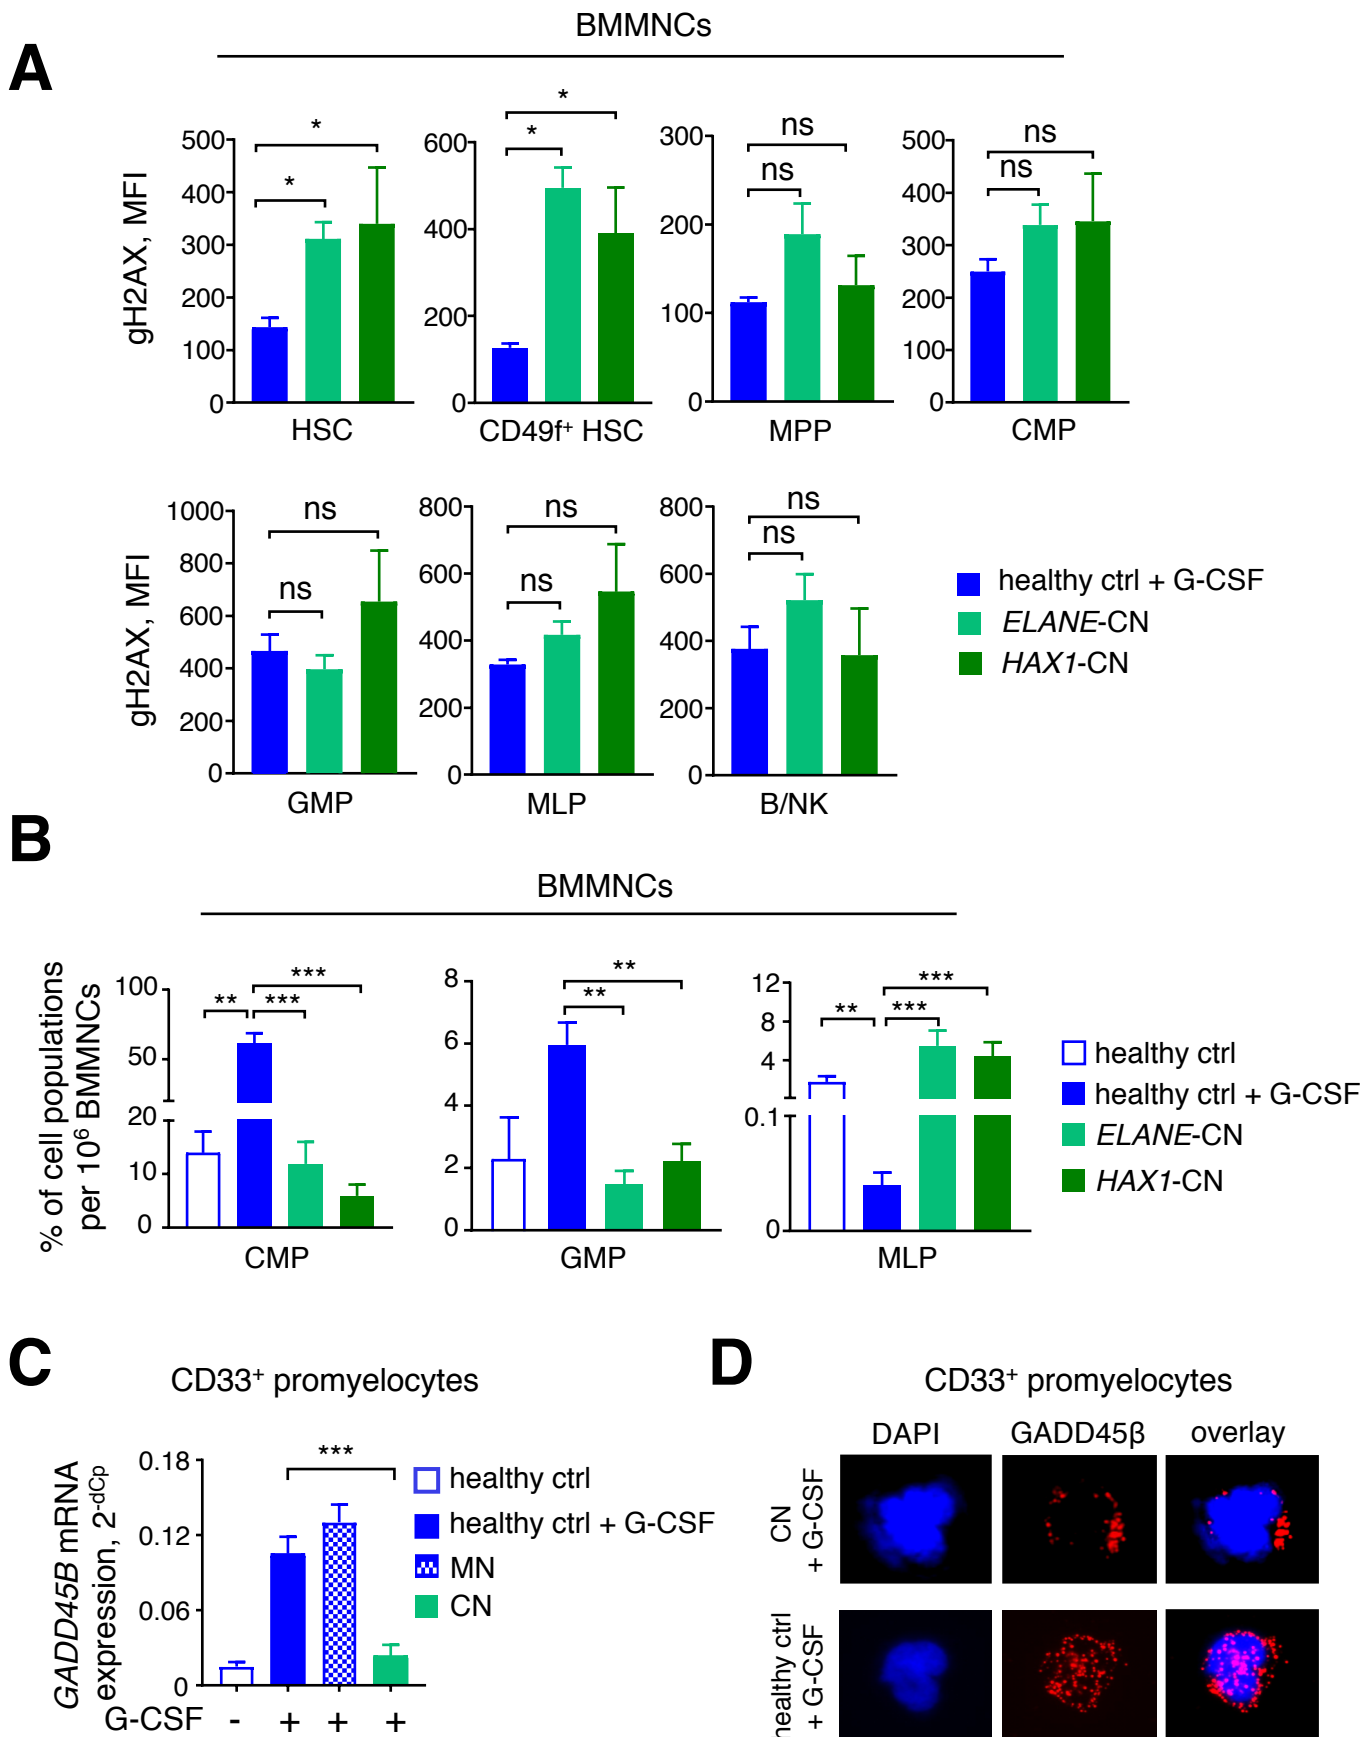 A
BMMNCs
gH2AX, MFI
500
400
300
200
100
0
*
*
HSC
600
400
200
0
*
*
CD49f⁺ HSC
300
200
100
0
ns
ns
MPP
500
400
300
200
100
0
ns
ns
CMP
gH2AX, MFI
1000
800
600
400
200
0
ns
ns
GMP
800
600
400
200
0
ns
ns
MLP
800
600
400
200
0
ns
ns
B/NK
healthy ctrl + G-CSF
ELANE-CN
HAX1-CN
B
BMMNCs
% of cell populations
per 10⁶ BMMNCs
100
50
20
10
0
***
** ***
CMP
8
6
4
2
0
**
**
GMP
12
8
4
0.1
0
***
** ***
MLP
healthy ctrl
healthy ctrl + G-CSF
ELANE-CN
HAX1-CN
C
CD33⁺ promyelocytes
GADD45B mRNA
expression, 2⁻ᵈᶜᵖ
0.18
0.12
0.06
0
***
G-CSF - + + +
healthy ctrl
healthy ctrl + G-CSF
MN
CN
D
CD33⁺ promyelocytes
DAPI GADD45β overlay
CN
+ G-CSF
healthy ctrl
+ G-CSF